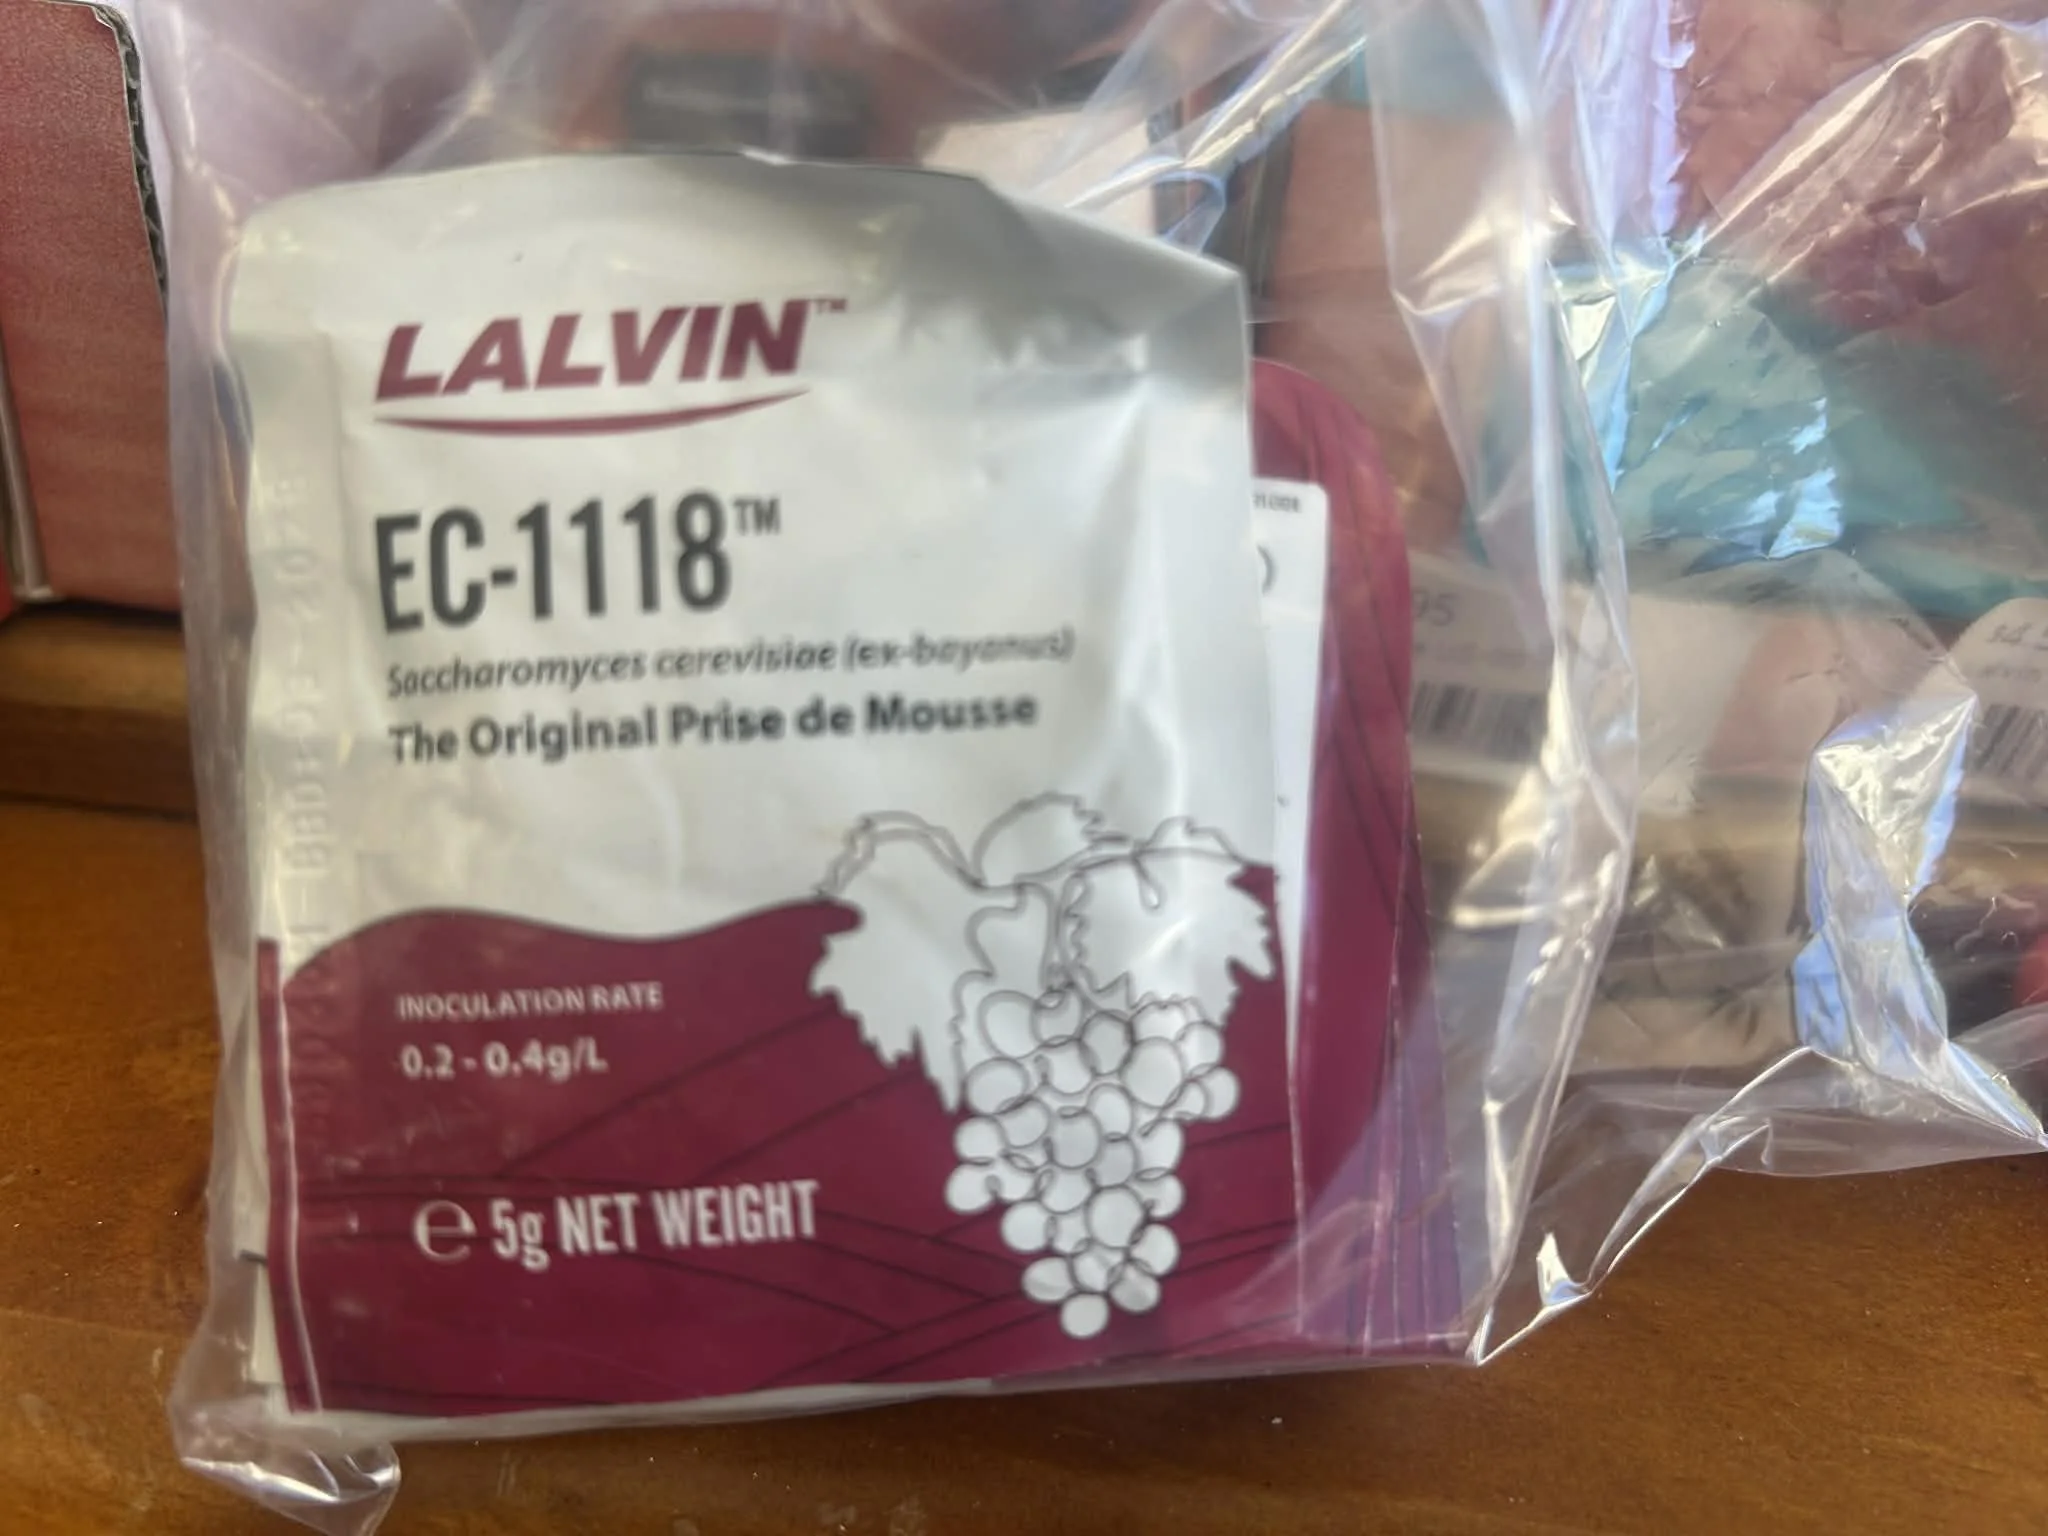 LALVIN™
EC-1118™
Saccharomyces cerevisiae (ex-bayanus)
The Original Prise de Mousse
INOCULATION RATE
0.2 - 0.4g/L
℮ 5g NET WEIGHT
95